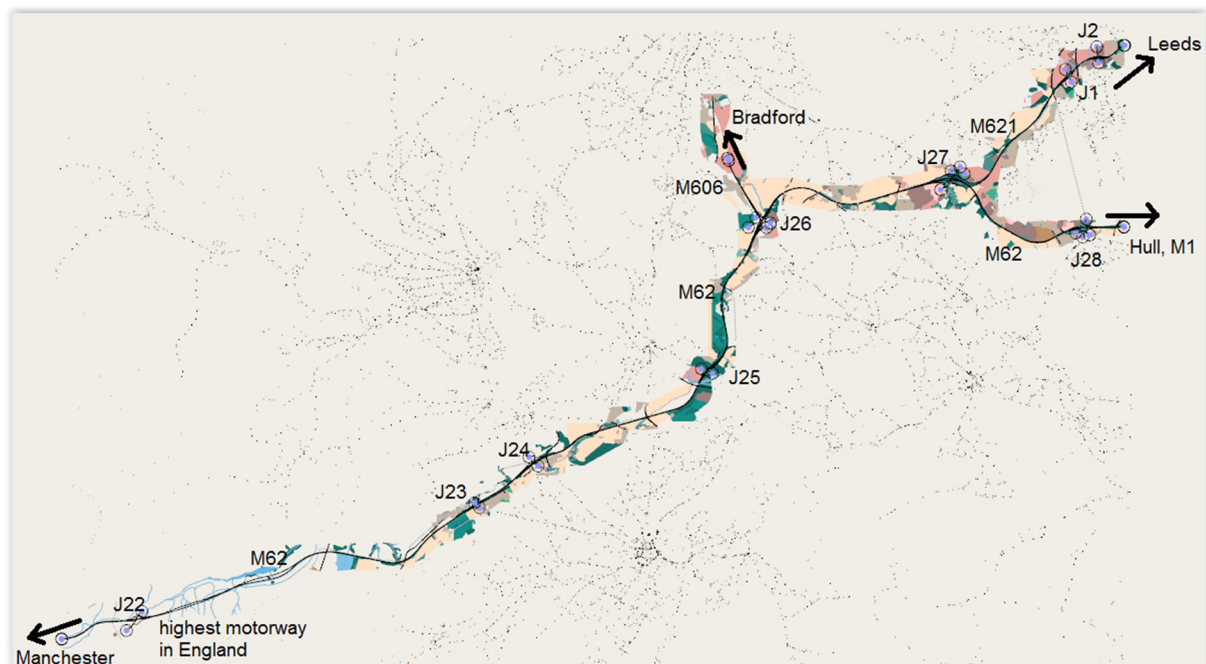 J2
Leeds
J1
Bradford
M621
J27
M606
J26
Hull, M1
M62
J28
M62
J25
J24
J23
M62
J22
highest motorway
in England
Manchester